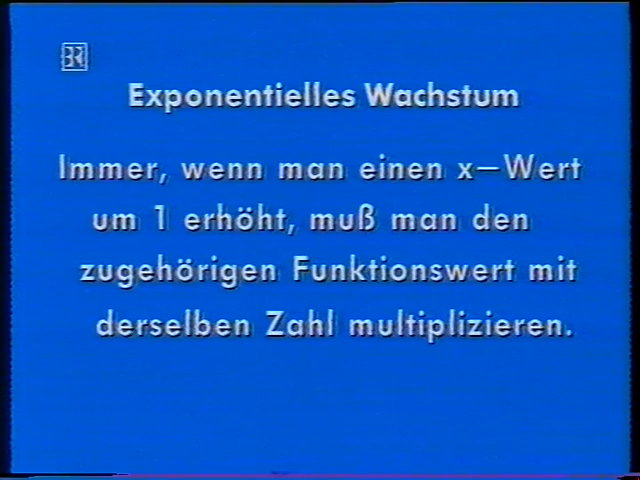 BR
Exponentielles Wachstum
Immer, wenn man einen x–Wert
um 1 erhöht, muß man den
zugehörigen Funktionswert mit
derselben Zahl multiplizieren.